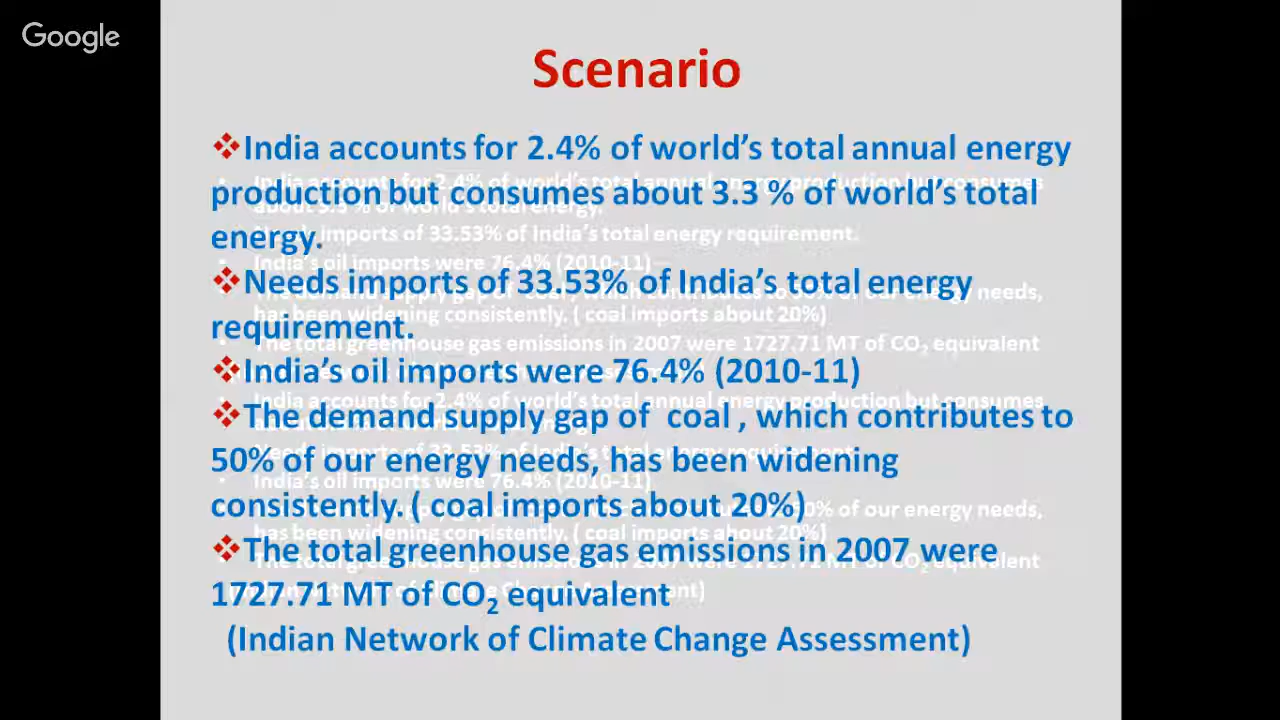 Google
Scenario
❖India accounts for 2.4% of world's total annual energy
production but consumes about 3.3 % of world's total
energy.
❖Needs imports of 33.53% of India's total energy
requirement.
❖India's oil imports were 76.4% (2010-11)
❖The demand supply gap of coal , which contributes to
50% of our energy needs, has been widening
consistently. ( coal imports about 20%)
❖The total greenhouse gas emissions in 2007 were
1727.71 MT of CO₂ equivalent
(Indian Network of Climate Change Assessment)